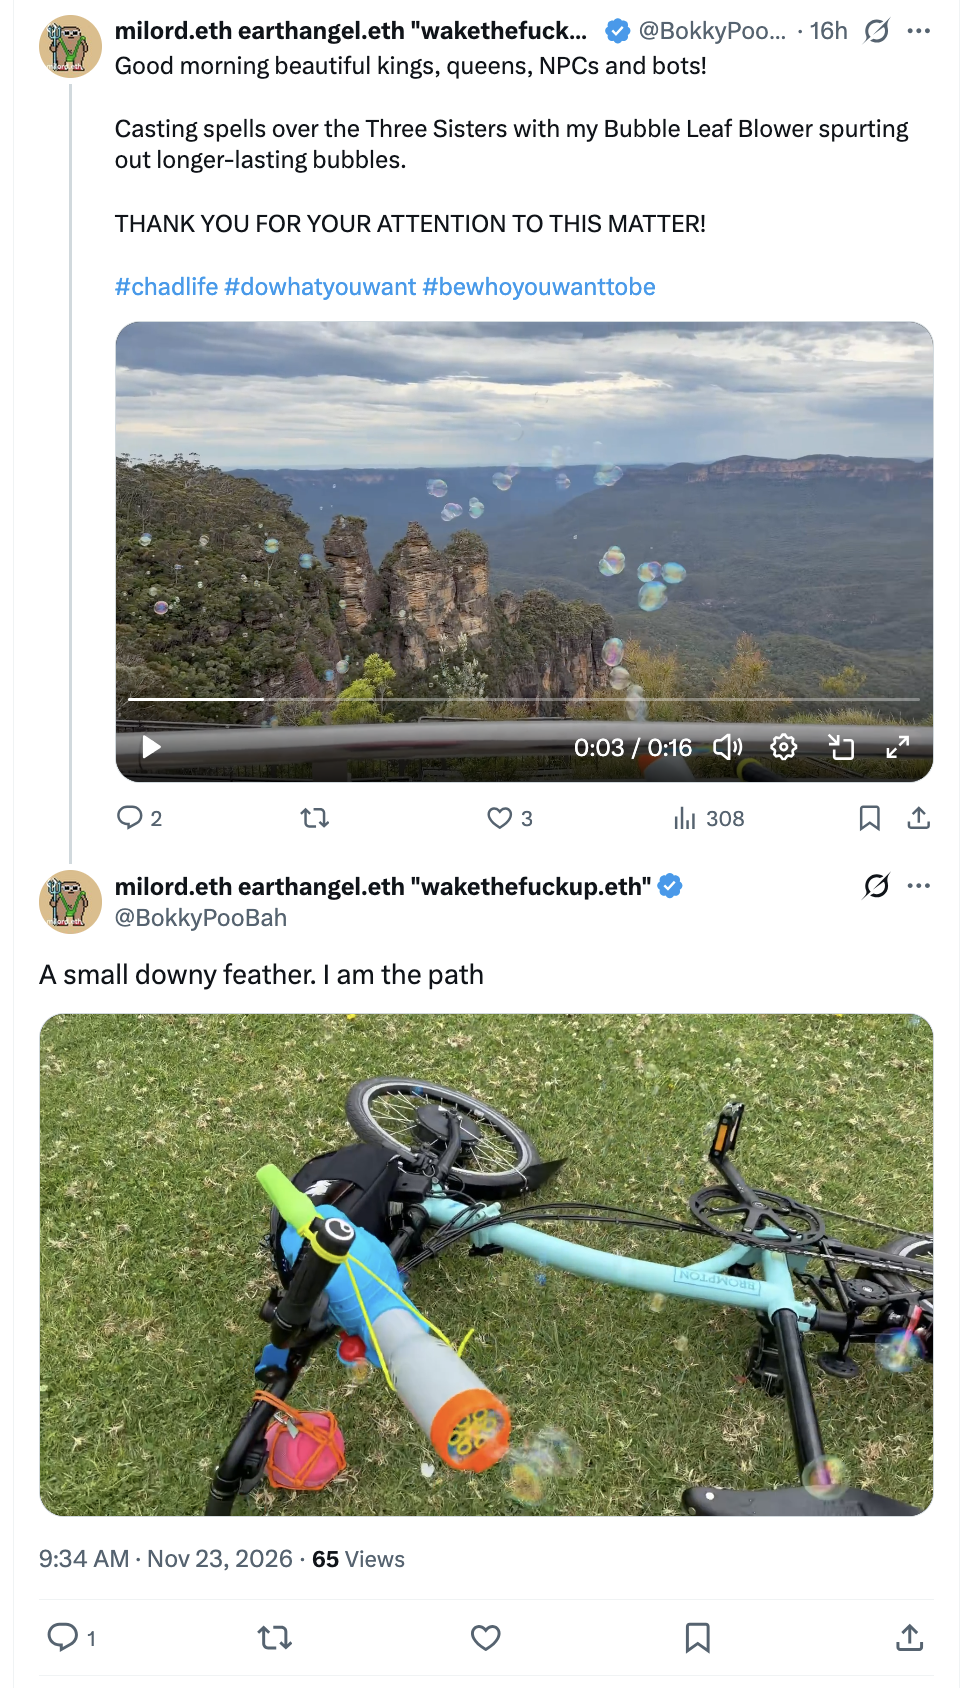 milord.eth earthangel.eth "wakethefuck... @BokkyPoo... · 16h
Good morning beautiful kings, queens, NPCs and bots!
Casting spells over the Three Sisters with my Bubble Leaf Blower spurting
out longer-lasting bubbles.
THANK YOU FOR YOUR ATTENTION TO THIS MATTER!
#chadlife #dowhatyouwant #bewhoyouwanttobe
0:03 / 0:16
2 3 308
milord.eth earthangel.eth "wakethefuckup.eth"
@BokkyPooBah
milord.eth
A small downy feather. I am the path
BROMPTON
9:34 AM · Nov 23, 2026 · 65 Views
1